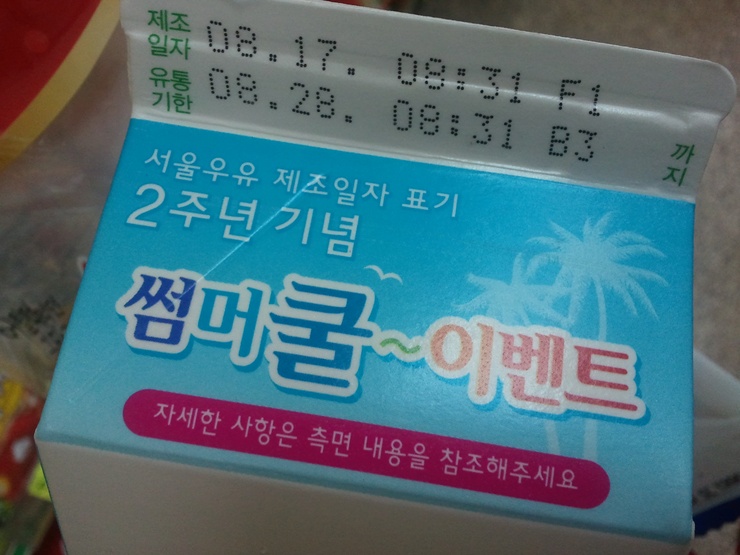 제조일자 08.17. 08:31 F1
유통기한 08.28. 08:31 B3 까지
서울우유 제조일자 표기
2주년 기념
썸머쿨~이벤트
자세한 사항은 측면 내용을 참조해주세요